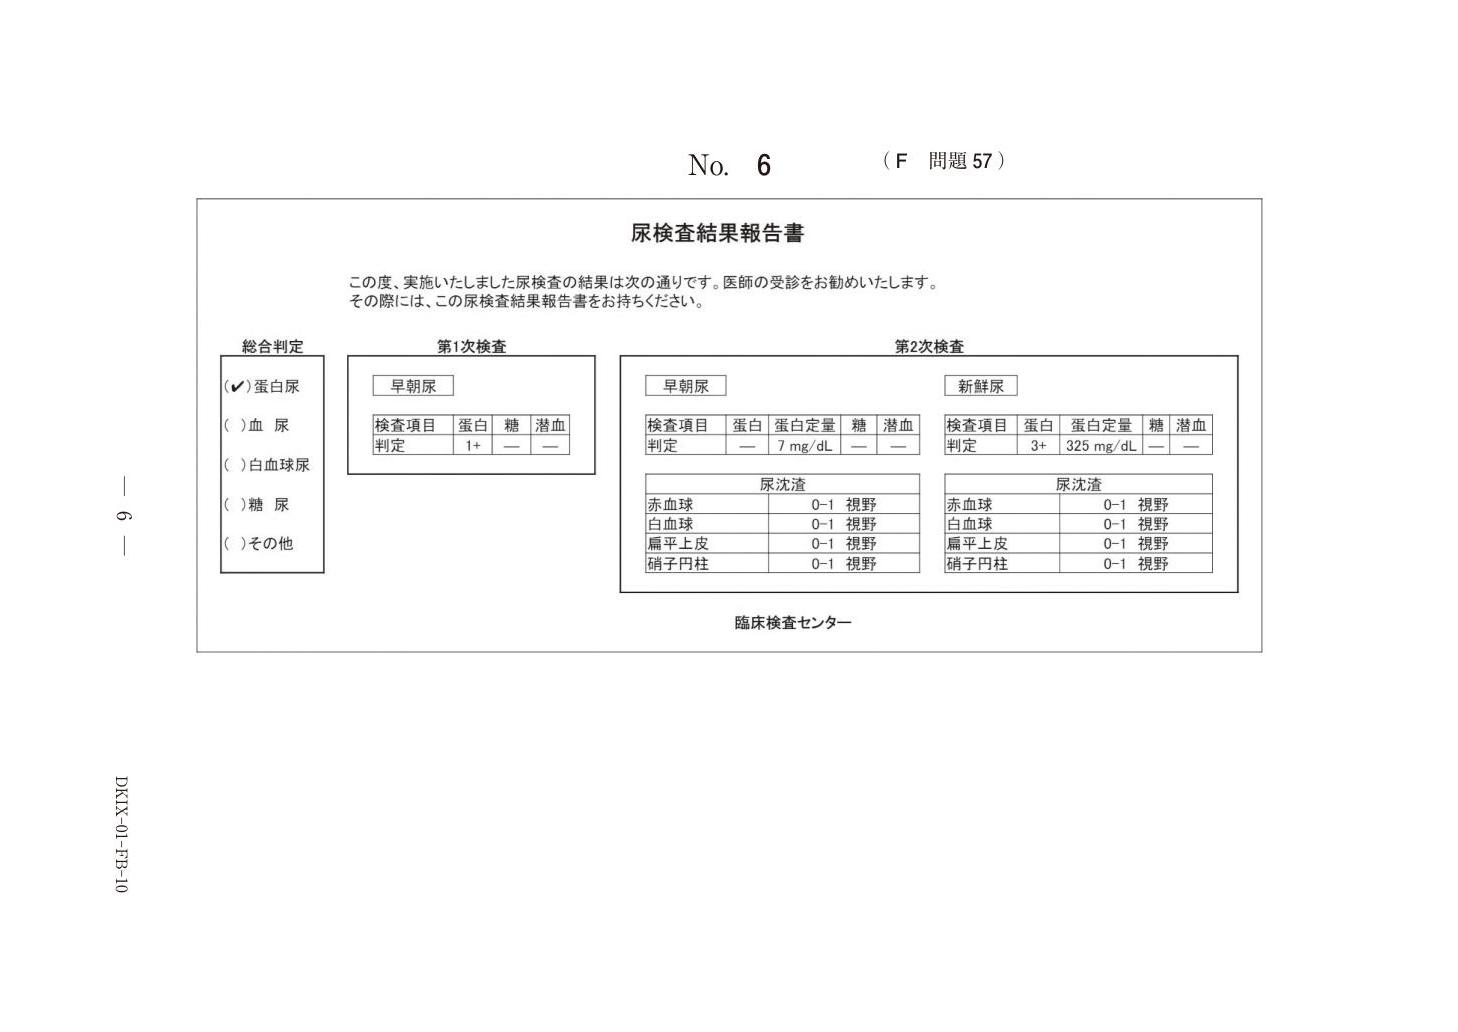 No. 6 （F 問題57）
尿検査結果報告書
この度、実施いたしました尿検査の結果は次の通りです。医師の受診をお勧めいたします。
その際には、この尿検査結果報告書をお持ちください。
総合判定
(✔)蛋白尿
( )血 尿
( )白血球尿
( )糖 尿
( )その他
第1次検査
早朝尿
検査項目 蛋白 糖 潜血
判定 1+ — —
第2次検査
早朝尿
検査項目 蛋白 蛋白定量 糖 潜血
判定 — 7 mg/dL — —
尿沈渣
赤血球 0-1 視野
白血球 0-1 視野
扁平上皮 0-1 視野
硝子円柱 0-1 視野
新鮮尿
検査項目 蛋白 蛋白定量 糖 潜血
判定 3+ 325 mg/dL — —
尿沈渣
赤血球 0-1 視野
白血球 0-1 視野
扁平上皮 0-1 視野
硝子円柱 0-1 視野
臨床検査センター
— 6 —
DKIX-01-FB-10